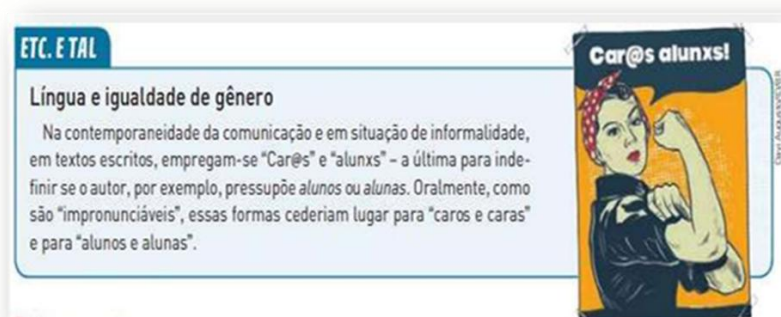 ETC. E TAL
Car@s alunxs!
Língua e igualdade de gênero
Na contemporaneidade da comunicação e em situação de informalidade,
em textos escritos, empregam-se “Car@s” e “alunxs” – a última para inde-
finir se o autor, por exemplo, pressupõe alunos ou alunas. Oralmente, como
são “impronunciáveis”, essas formas cederiam lugar para “caros e caras”
e para “alunos e alunas”.